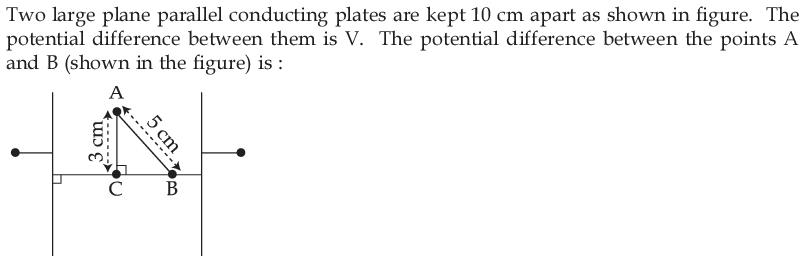 Two large plane parallel conducting plates are kept 10 cm apart as shown in figure. The
potential difference between them is V. The potential difference between the points A
and B (shown in the figure) is :
A
5 cm
3 cm
C B